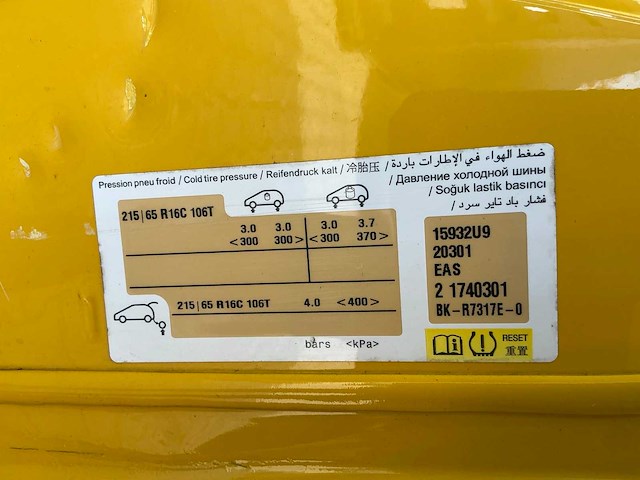 Pression pneu froid / Cold tire pressure / Reifendruck kalt / 冷胎压 / ضغط الهواء في الإطارات باردة /
/ Давление холодной шины
/ Soğuk lastik basıncı
/ فشار باد تایر سرد
215|65 R16C 106T
3.0 3.0 3.0 3.7
<300 300> <300 370>
215|65 R16C 106T 4.0 <400>
bars <kPa>
15932U9
20301
EAS
2 1740301
BK-R7317E-0
RESET
重置